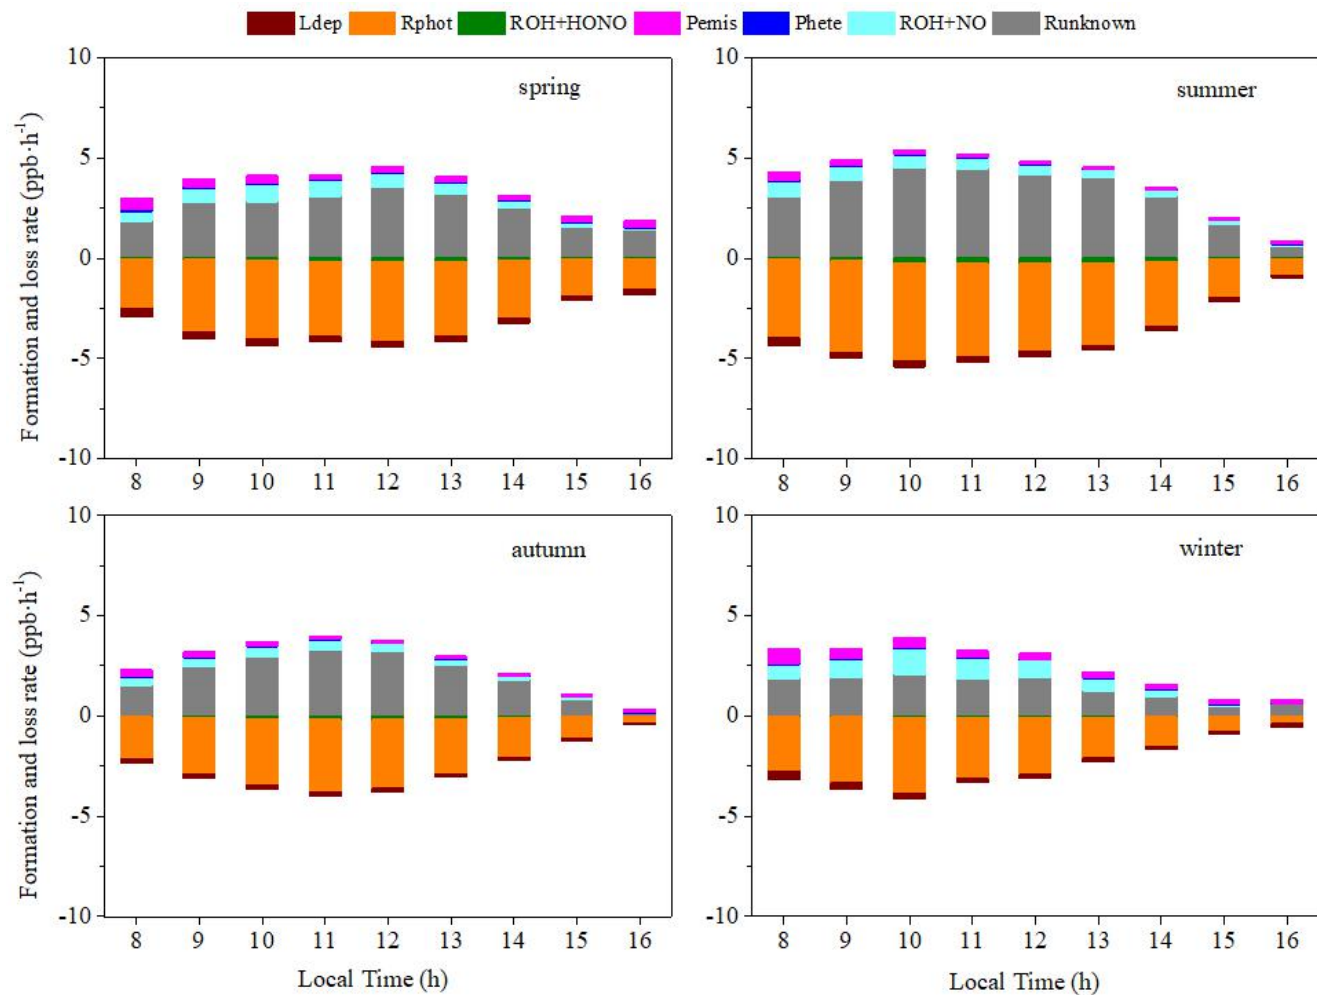 Ldep Rphot ROH+HONO Pemis Phete ROH+NO Runknown
Formation and loss rate (ppb·h⁻¹)
10
5
0
-5
-10
spring
8 9 10 11 12 13 14 15 16
10
5
0
-5
-10
summer
8 9 10 11 12 13 14 15 16
Formation and loss rate (ppb·h⁻¹)
10
5
0
-5
-10
autumn
8 9 10 11 12 13 14 15 16
Local Time (h)
10
5
0
-5
-10
winter
8 9 10 11 12 13 14 15 16
Local Time (h)